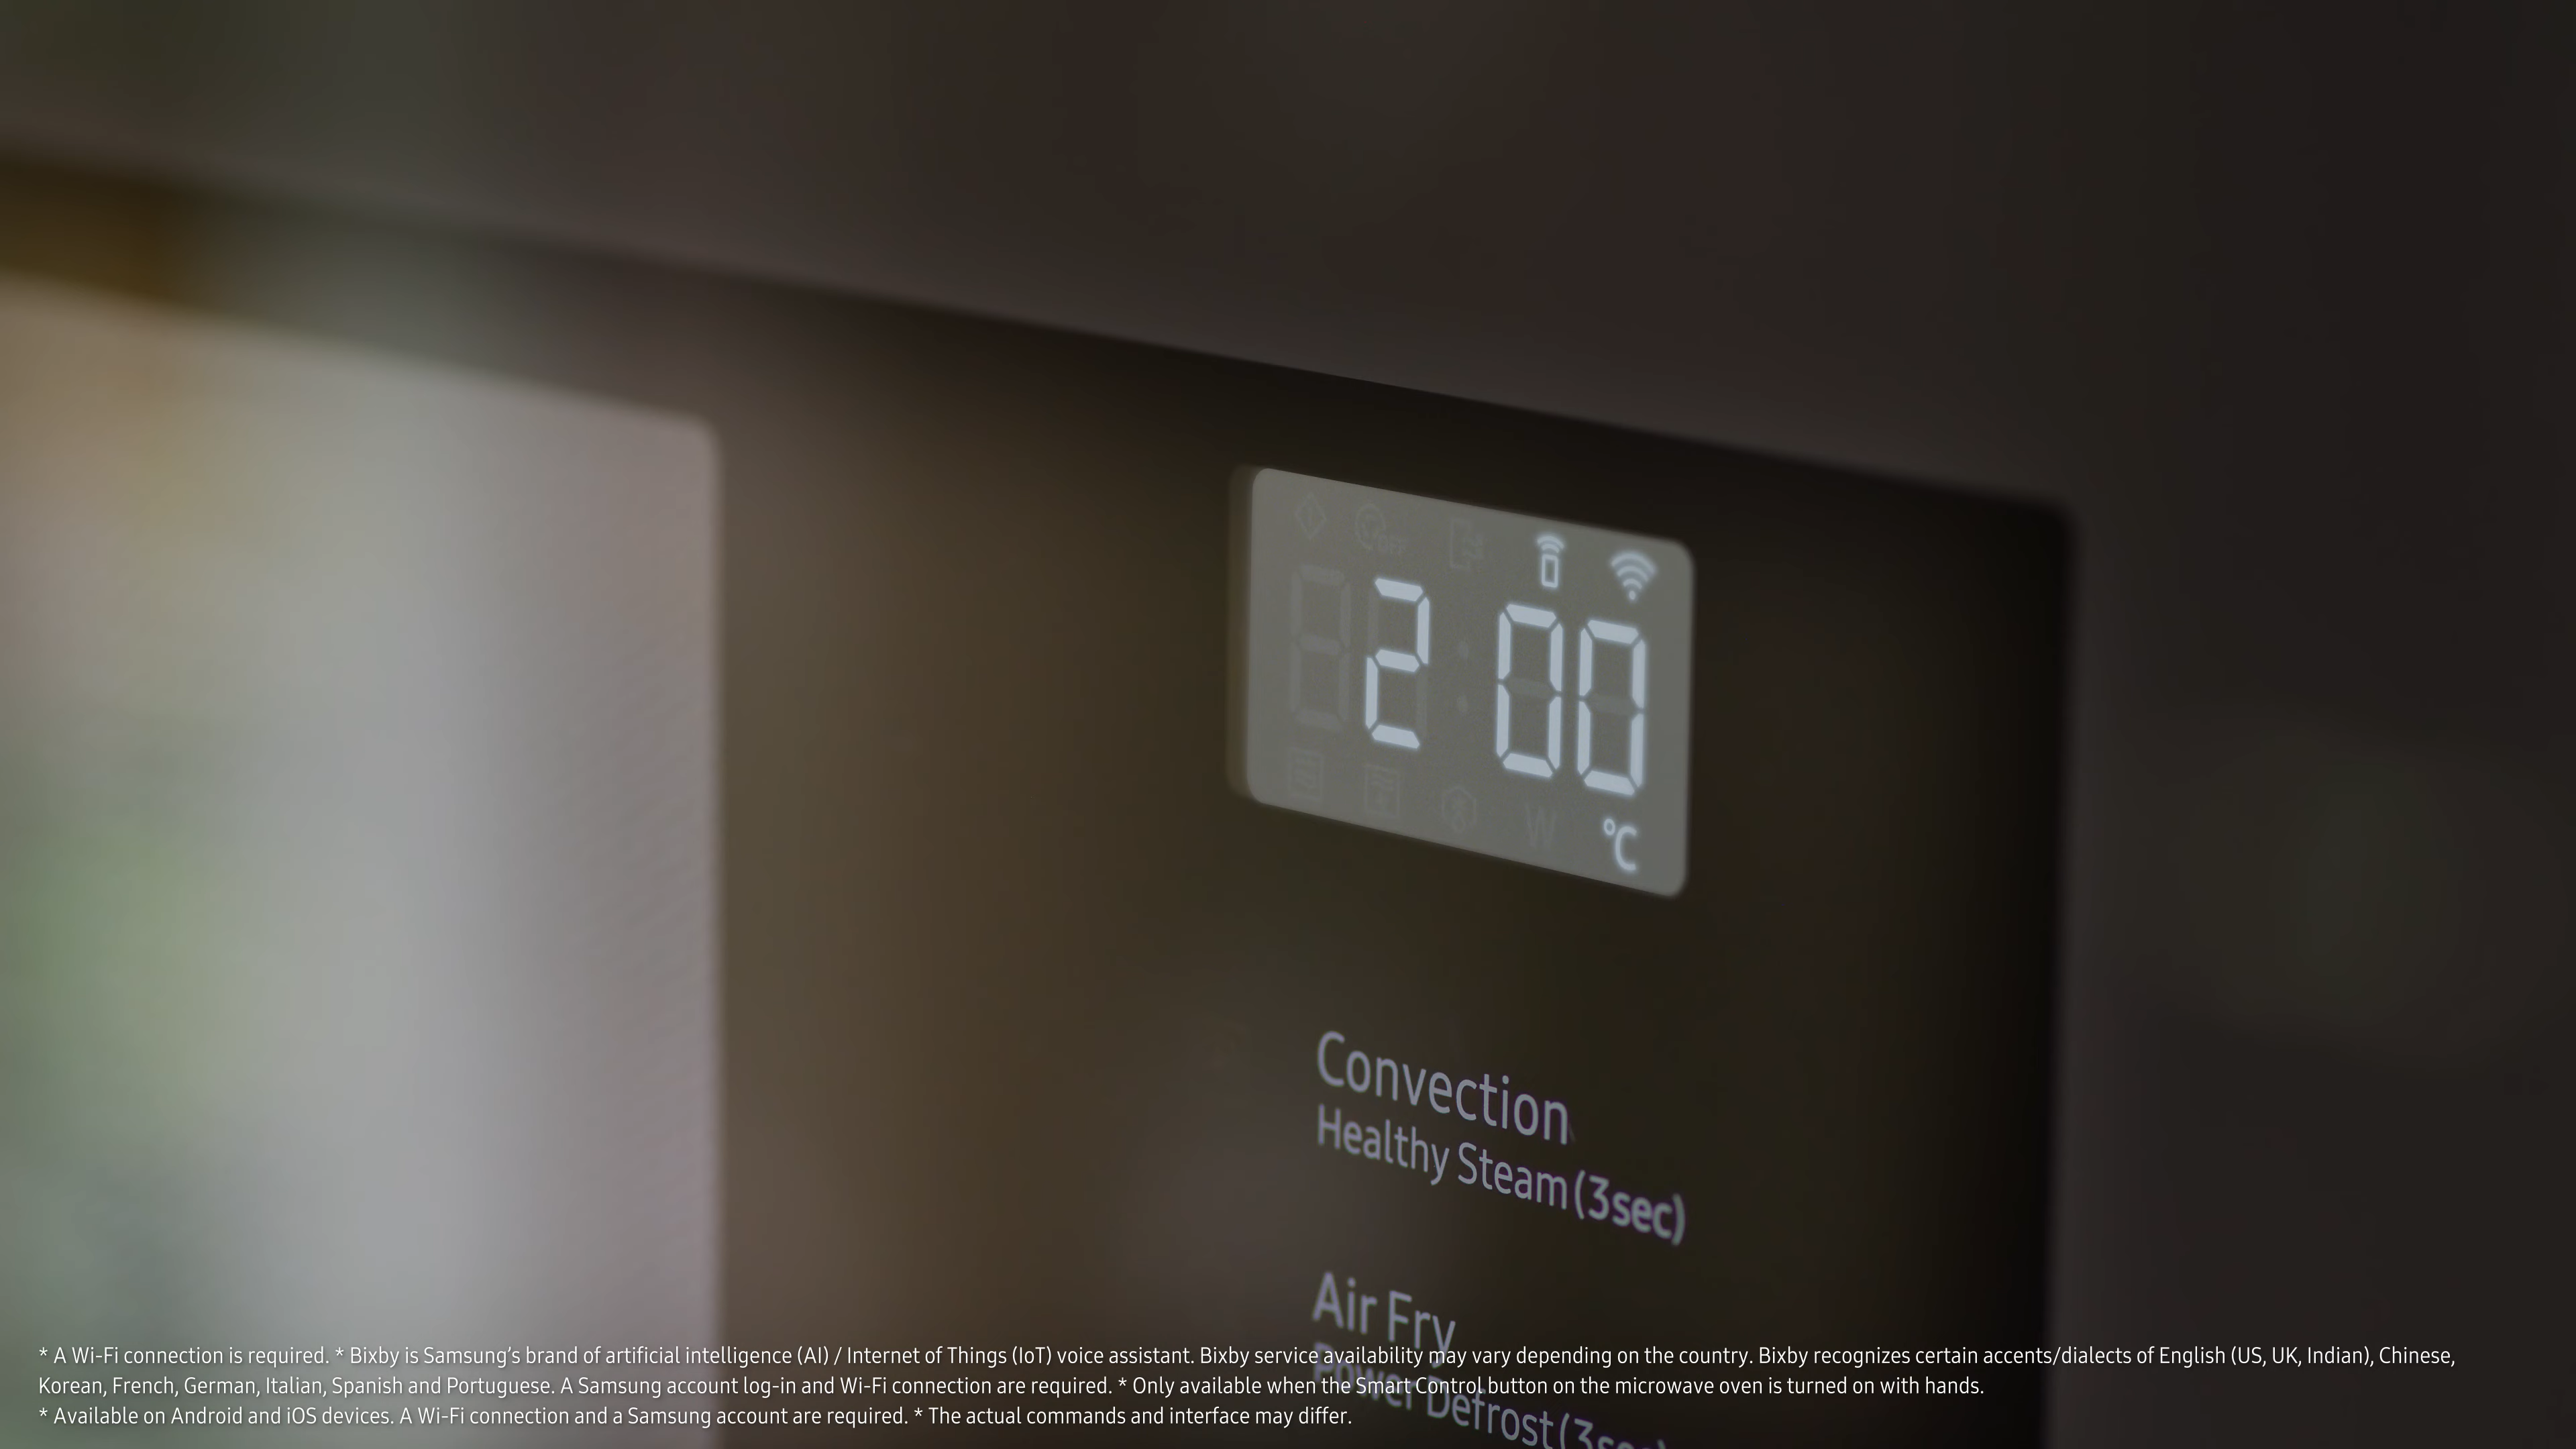 2 00
°C
Convection
Healthy Steam (3sec)
Air Fry
Power Defrost (3sec)
* A Wi-Fi connection is required. * Bixby is Samsung's brand of artificial intelligence (AI) / Internet of Things (IoT) voice assistant. Bixby service availability may vary depending on the country. Bixby recognizes certain accents/dialects of English (US, UK, Indian), Chinese,
Korean, French, German, Italian, Spanish and Portuguese. A Samsung account log-in and Wi-Fi connection are required. * Only available when the Smart Control button on the microwave oven is turned on with hands.
* Available on Android and iOS devices. A Wi-Fi connection and a Samsung account are required. * The actual commands and interface may differ.